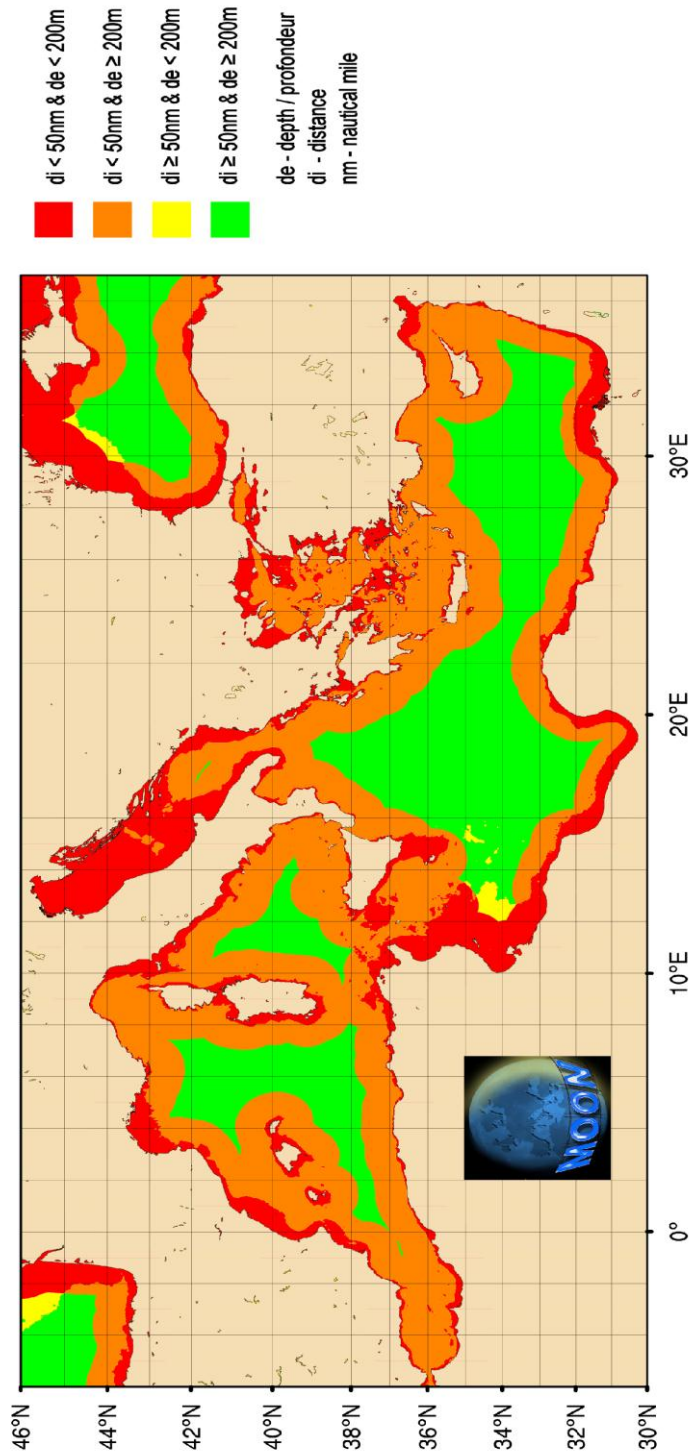 di < 50nm & de < 200m
di < 50nm & de ≥ 200m
di ≥ 50nm & de < 200m
di ≥ 50nm & de ≥ 200m
de - depth / profondeur
di - distance
nm - nautical mile
46°N
44°N
42°N
40°N
38°N
36°N
34°N
32°N
30°N
0°
10°E
20°E
30°E
MOON